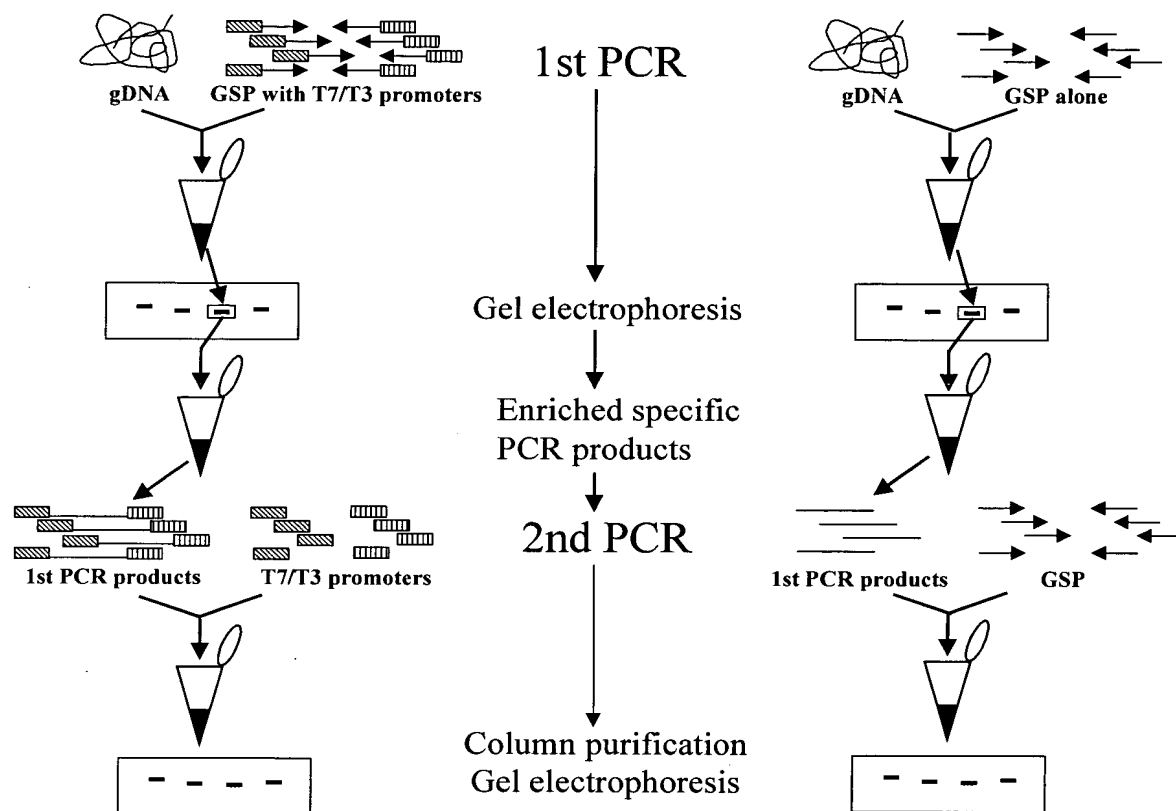 1st PCR
gDNA
GSP with T7/T3 promoters
gDNA
GSP alone
Gel electrophoresis
Enriched specific
PCR products
2nd PCR
1st PCR products
T7/T3 promoters
1st PCR products
GSP
Column purification
Gel electrophoresis